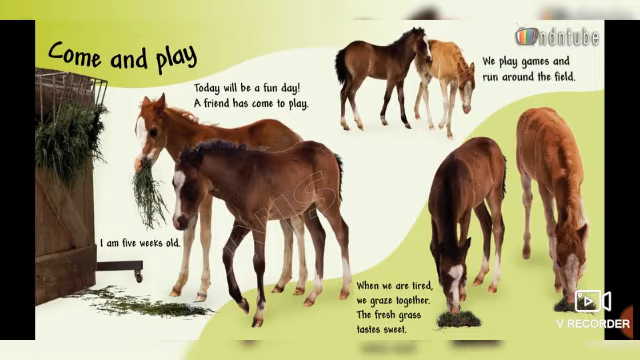 Come and play
Today will be a fun day!
A friend has come to play.
I am five weeks old.
We play games and
run around the field.
When we are tired,
we graze together.
The fresh grass
tastes sweet.
ndntube
V RECORDER